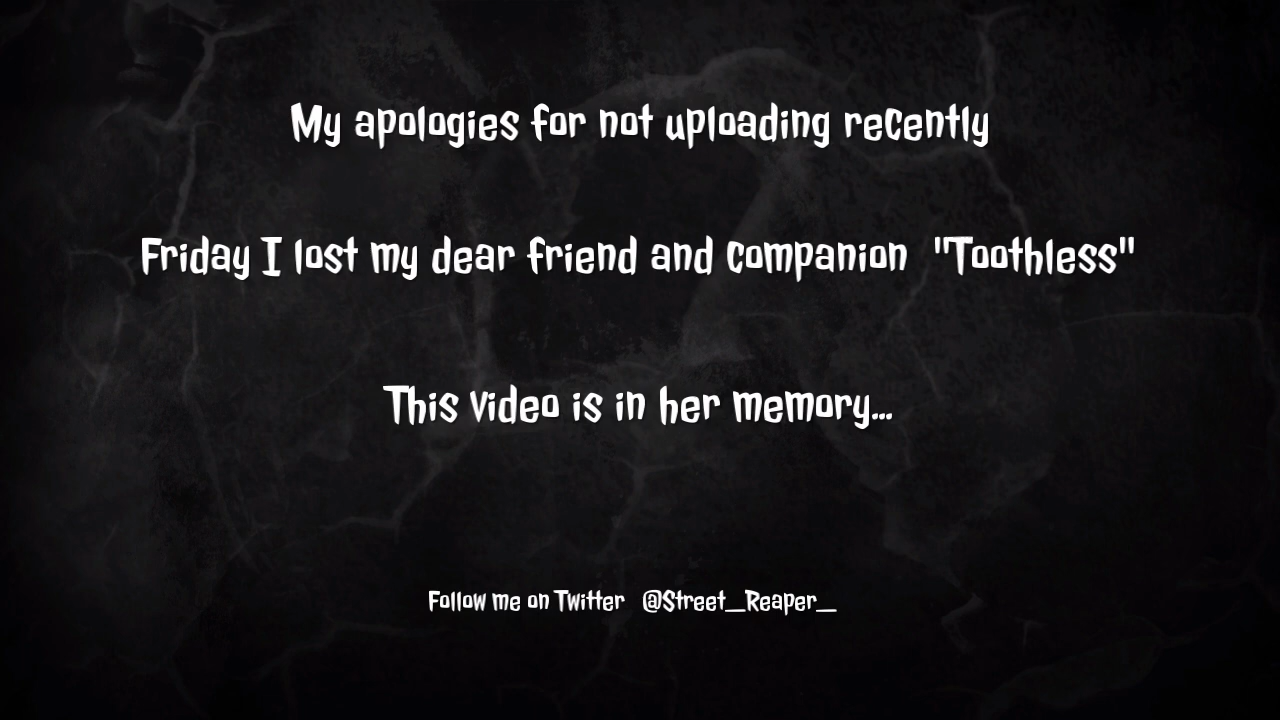 My apologies for not uploading recently
Friday I lost my dear friend and companion "Toothless"
This video is in her memory...
Follow me on Twitter @Street_Reaper_